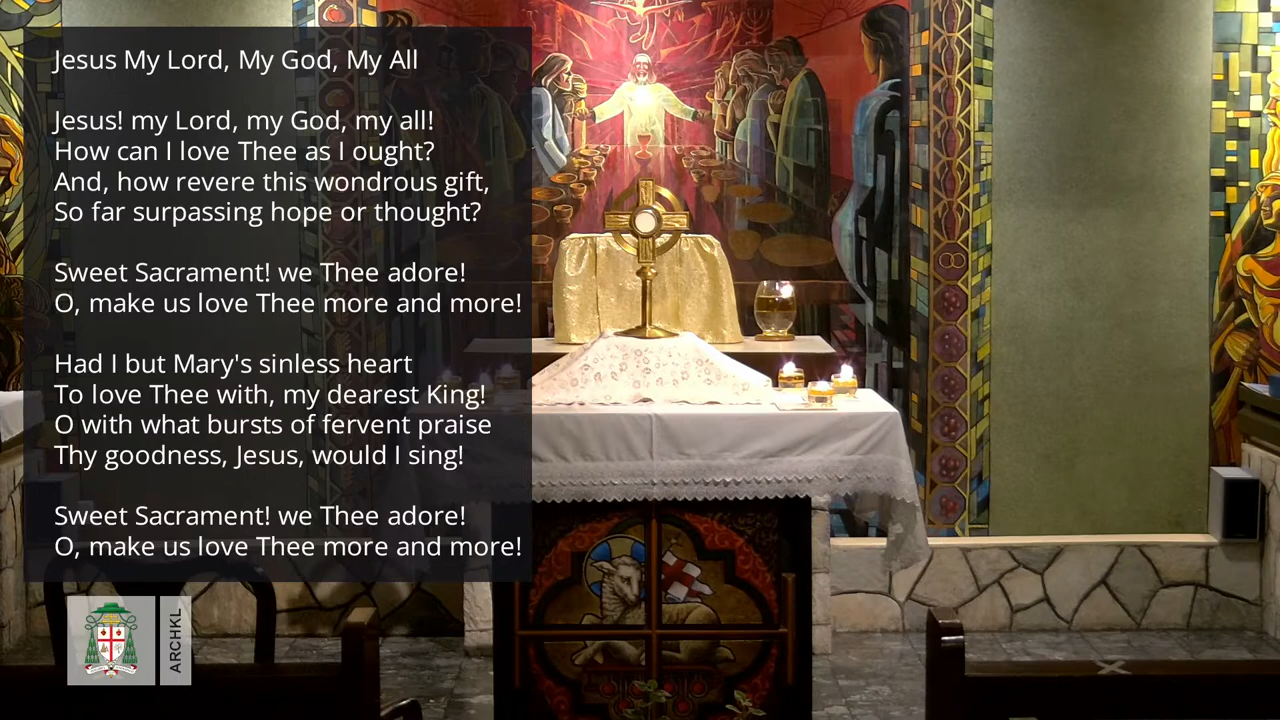 Jesus My Lord, My God, My All
Jesus! my Lord, my God, my all!
How can I love Thee as I ought?
And, how revere this wondrous gift,
So far surpassing hope or thought?
Sweet Sacrament! we Thee adore!
O, make us love Thee more and more!
Had I but Mary's sinless heart
To love Thee with, my dearest King!
O with what bursts of fervent praise
Thy goodness, Jesus, would I sing!
Sweet Sacrament! we Thee adore!
O, make us love Thee more and more!
ARCHKL